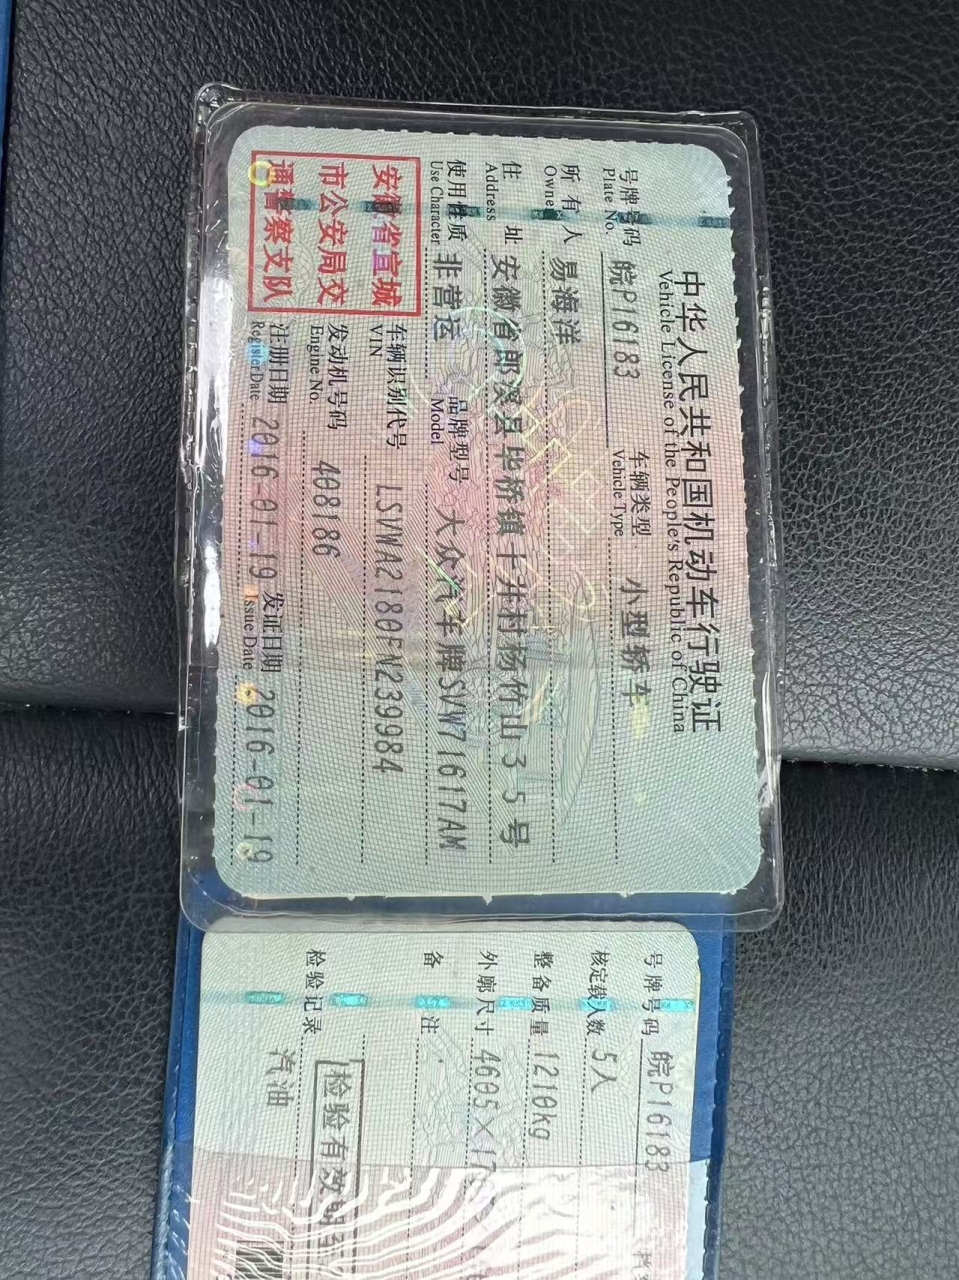 中华人民共和国机动车行驶证
Vehicle License of the People's Republic of China
号牌号码 皖P16183 车辆类型 小型轿车
Plate No. Vehicle Type
所有人 易海洋
Owner
住址 安徽省郎溪县毕桥镇十井村杨竹山35号
Address
使用性质 非营运 品牌型号 大众汽车牌SVW71617AM
Use Character Model
安徽省宣城
市公安局交
通警察支队
车辆识别代号 LSVWA2180FN239984
VIN
发动机号码 408186
Engine No.
注册日期 2016-01-19 发证日期 2016-01-19
Register Date Issue Date
号牌号码 皖P16183
核定载人数 5人
整备质量 1210kg
外廓尺寸 4605×17
备注
检验有效期
检验记录
汽油